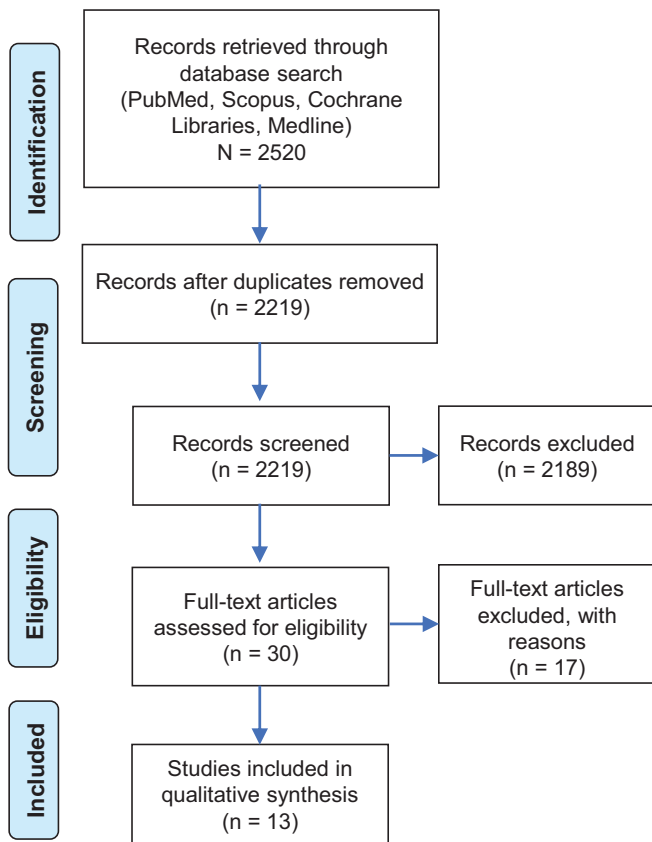 Identification
Records retrieved through
database search
(PubMed, Scopus, Cochrane
Libraries, Medline)
N = 2520
Records after duplicates removed
(n = 2219)
Screening
Records screened
(n = 2219)
Records excluded
(n = 2189)
Eligibility
Full-text articles
assessed for eligibility
(n = 30)
Full-text articles
excluded, with
reasons
(n = 17)
Included
Studies included in
qualitative synthesis
(n = 13)